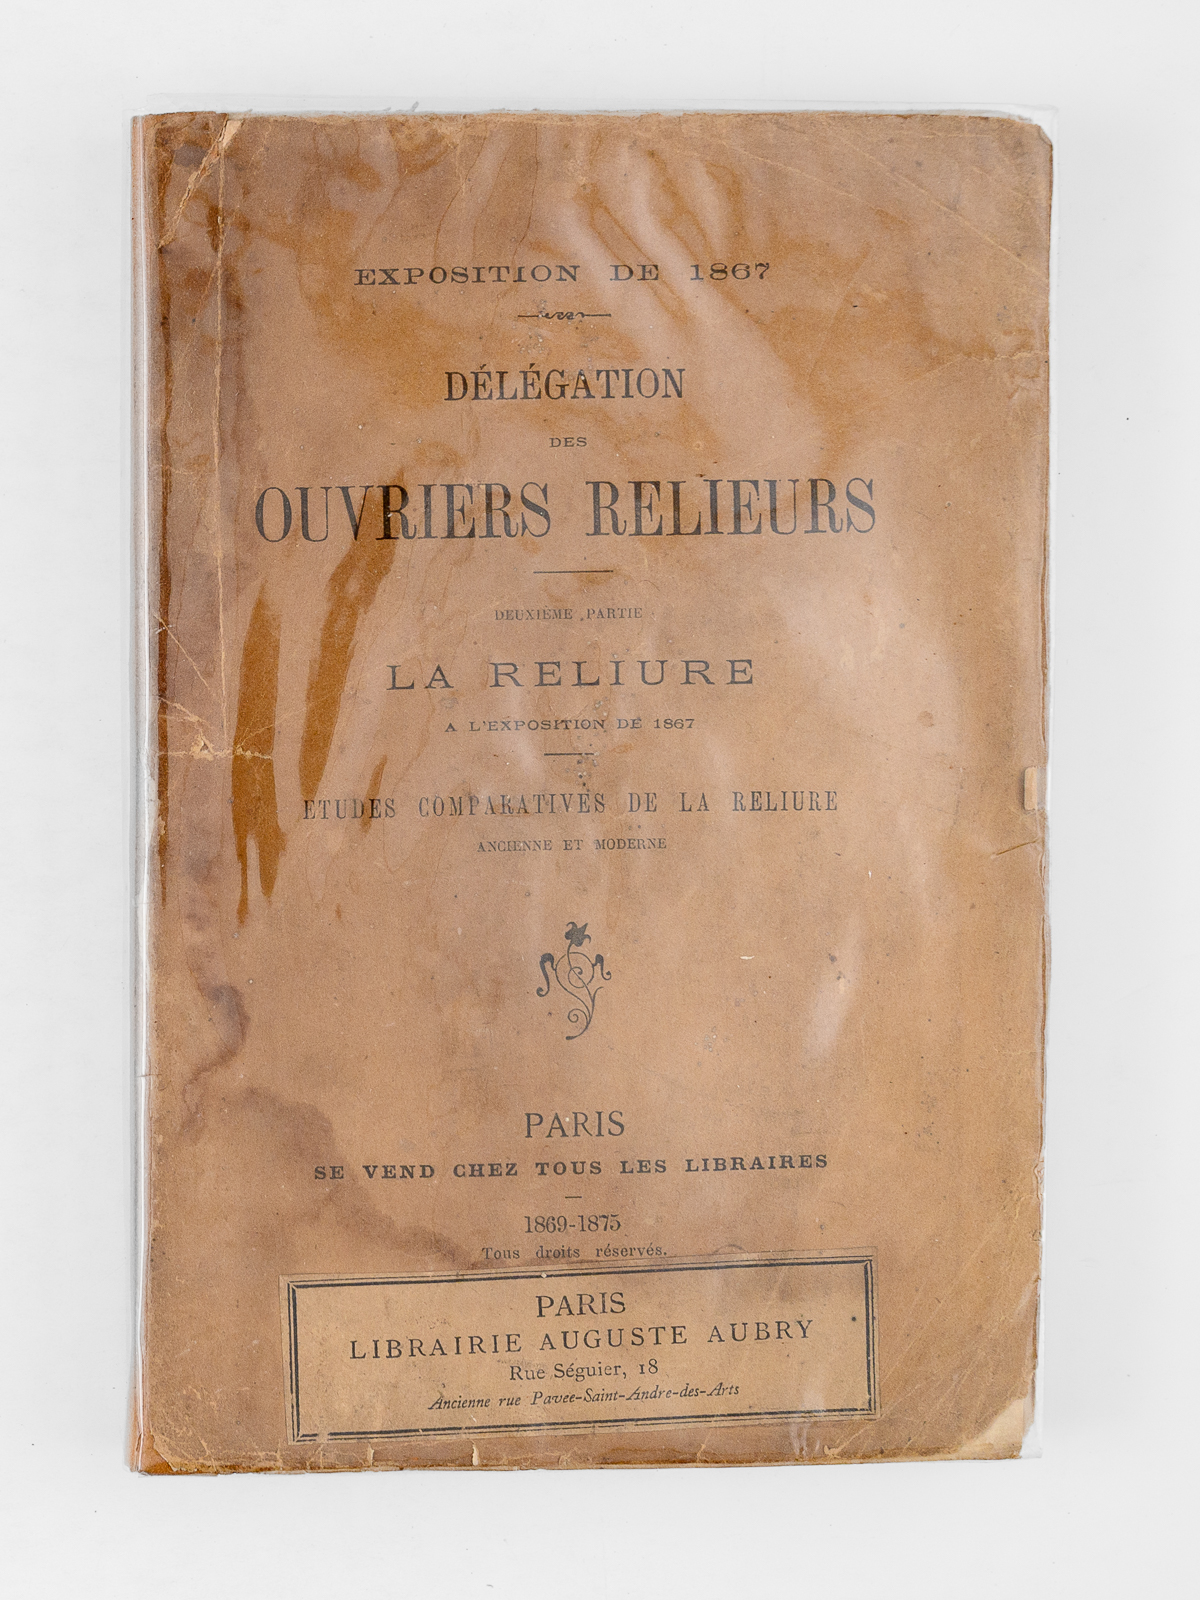 EXPOSITION DE 1867
DÉLÉGATION
DES
OUVRIERS RELIEURS
DEUXIÈME PARTIE
LA RELIURE
A L'EXPOSITION DE 1867
ETUDES COMPARATIVES DE LA RELIURE
ANCIENNE ET MODERNE
PARIS
SE VEND CHEZ TOUS LES LIBRAIRES
1869-1875
Tous droits réservés.
PARIS
LIBRAIRIE AUGUSTE AUBRY
Rue Séguier, 18
Ancienne rue Pavee-Saint-Andre-des-Arts